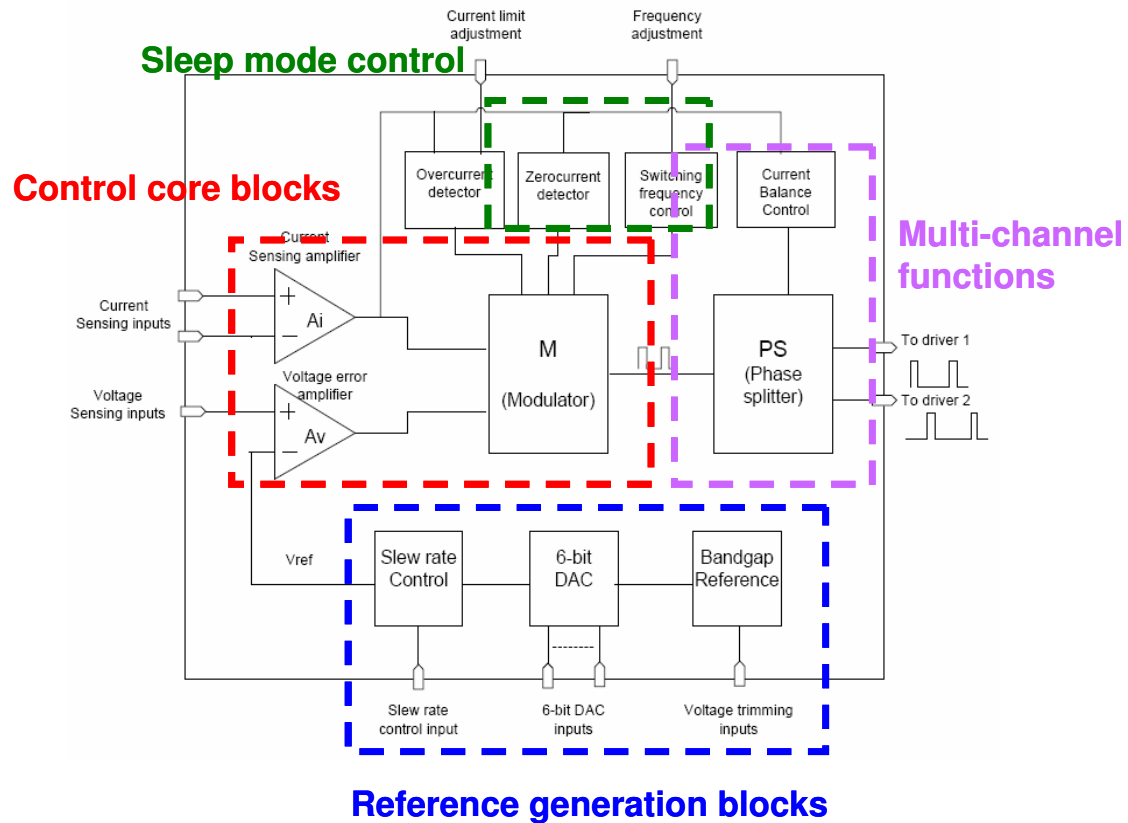 Current limit
adjustment
Frequency
adjustment
Sleep mode control
Overcurrent
detector
Zerocurrent
detector
Switching
frequency
control
Current
Balance
Control
Control core blocks
Multi-channel
functions
Current
Sensing amplifier
+
Ai
−
Current
Sensing inputs
M
(Modulator)
PS
(Phase
splitter)
To driver 1
To driver 2
Voltage error
amplifier
+
Av
−
Voltage
Sensing inputs
Vref
Slew rate
Control
6-bit
DAC
Bandgap
Reference
Slew rate
control input
6-bit DAC
inputs
Voltage trimming
inputs
Reference generation blocks